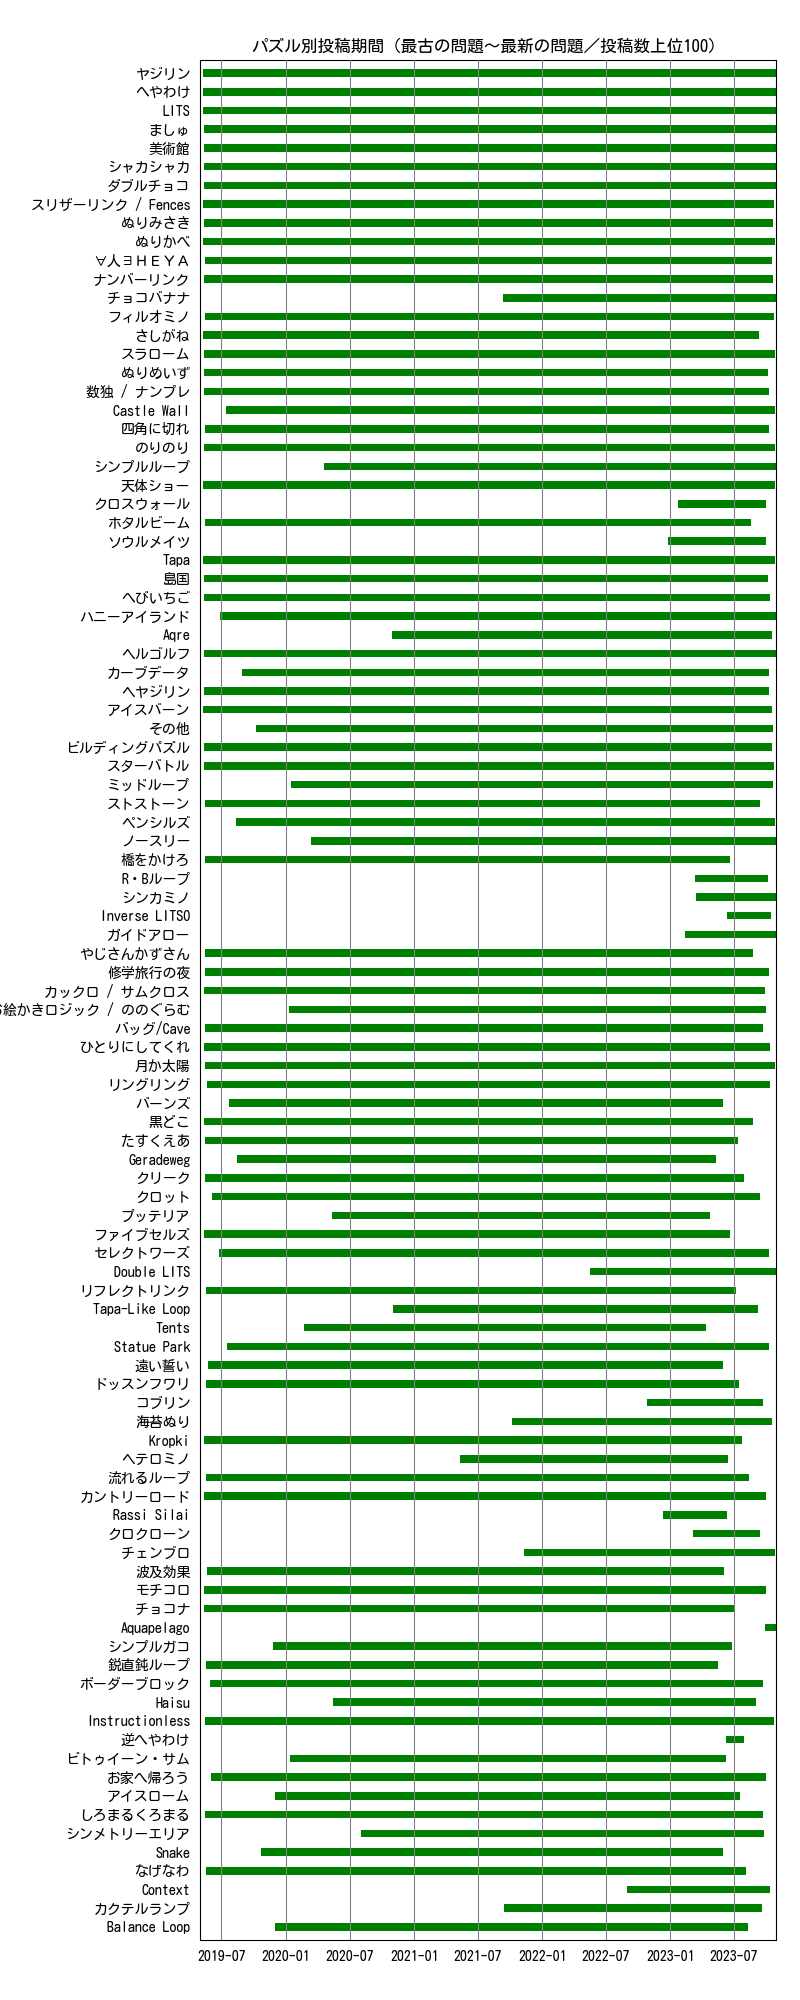 パズル別投稿期間（最古の問題～最新の問題／投稿数上位100）
ヤジリン
へやわけ
LITS
ましゅ
美術館
シャカシャカ
ダブルチョコ
スリザーリンク / Fences
ぬりみさき
ぬりかべ
∀人∃ＨＥＹＡ
ナンバーリンク
チョコバナナ
フィルオミノ
さしがね
スラローム
ぬりめいず
数独 / ナンプレ
Castle Wall
四角に切れ
のりのり
シンプルループ
天体ショー
クロスウォール
ホタルビーム
ソウルメイツ
Tapa
島国
へびいちご
ハニーアイランド
Aqre
ヘルゴルフ
カーブデータ
ヘヤジリン
アイスバーン
その他
ビルディングパズル
スターバトル
ミッドループ
ストストーン
ペンシルズ
ノースリー
橋をかけろ
R・Bループ
シンカミノ
Inverse LITSO
ガイドアロー
やじさんかずさん
修学旅行の夜
カックロ / サムクロス
絵かきロジック / ののぐらむ
バッグ/Cave
ひとりにしてくれ
月か太陽
リングリング
バーンズ
黒どこ
たすくえあ
Geradeweg
クリーク
クロット
プッテリア
ファイブセルズ
セレクトワーズ
Double LITS
リフレクトリンク
Tapa-Like Loop
Tents
Statue Park
遠い誓い
ドッスンフワリ
コブリン
海苔ぬり
Kropki
ヘテロミノ
流れるループ
カントリーロード
Rassi Silai
クロクローン
チェンブロ
波及効果
モチコロ
チョコナ
Aquapelago
シンプルガコ
鋭直鈍ループ
ボーダーブロック
Haisu
Instructionless
逆へやわけ
ビトゥイーン・サム
お家へ帰ろう
アイスローム
しろまるくろまる
シンメトリーエリア
Snake
なげなわ
Context
カクテルランプ
Balance Loop
2019-07 2020-01 2020-07 2021-01 2021-07 2022-01 2022-07 2023-01 2023-07